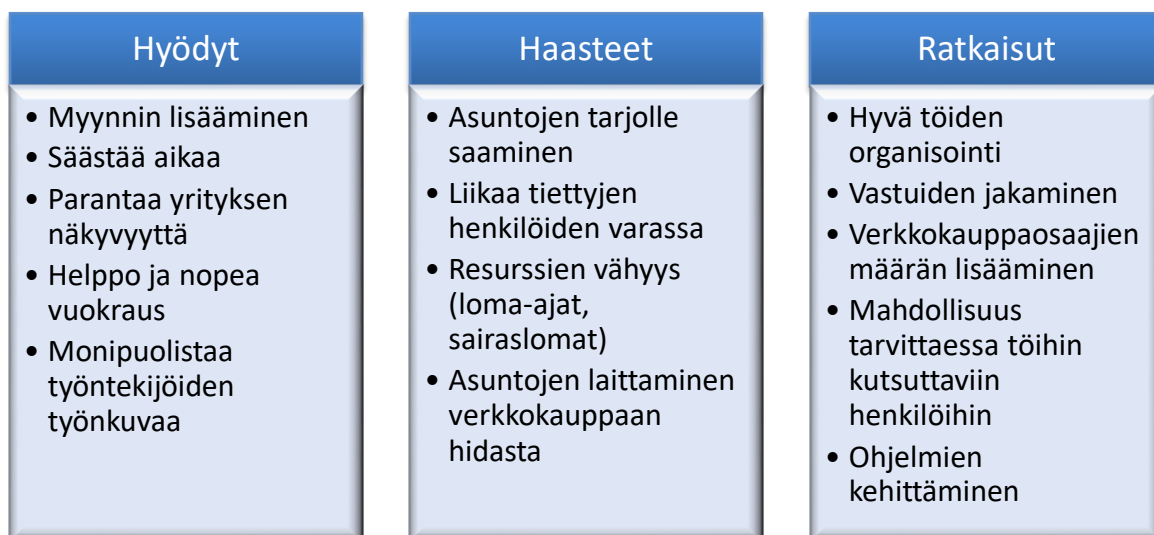 Hyödyt
• Myynnin lisääminen
• Säästää aikaa
• Parantaa yrityksen
näkyvyyttä
• Helppo ja nopea
vuokraus
• Monipuolistaa
työntekijöiden
työnkuvaa
Haasteet
• Asuntojen tarjolle
saaminen
• Liikaa tiettyjen
henkilöiden varassa
• Resurssien vähyys
(loma-ajat,
sairaslomat)
• Asuntojen laittaminen
verkkokauppaan
hidasta
Ratkaisut
• Hyvä töiden
organisointi
• Vastuiden jakaminen
• Verkkokauppaosaajien
määrän lisääminen
• Mahdollisuus
tarvittaessa töihin
kutsuttaviin
henkilöihin
• Ohjelmien
kehittäminen